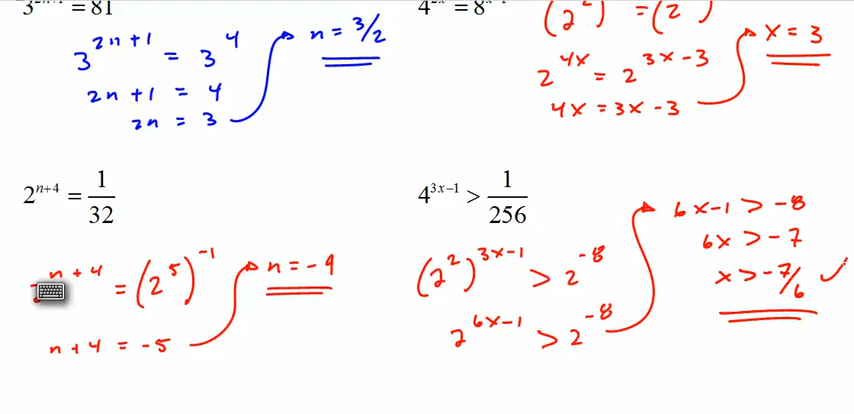 3^{2n+1} = 81
3^{2n+1} = 3^4
2n+1 = 4
2n = 3
n = 3/2
4^{2x} = 8^{x-1}
(2^2) = (2)
2^{4x} = 2^{3x-3}
4x = 3x-3
x = 3
2^{n+4} = 1/32
n+4 = (2^5)^{-1}
n+4 = -5
n = -9
4^{3x-1} > 1/256
(2^2)^{3x-1} > 2^{-8}
2^{6x-1} > 2^{-8}
6x-1 > -8
6x > -7
x > -7/6 ✓